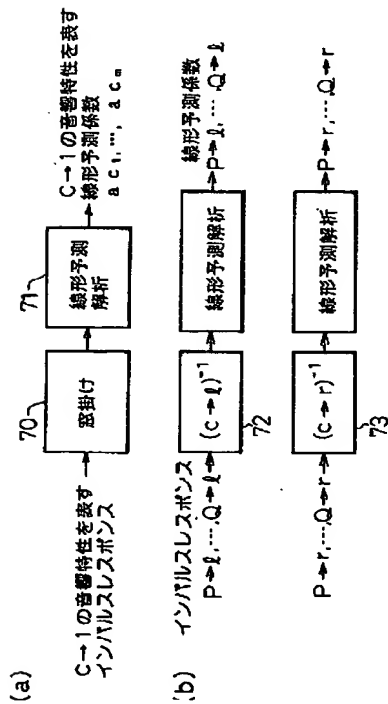 (a)
C→1の音響特性を表す
インパルスレスポンス
70
窓掛け
71
線形予測
解析
C→1の音響特性を表す
線形予測係数
ac₁, …, acₘ
(b)
インパルスレスポンス
P→ℓ, …, Q→ℓ
(c→ℓ)⁻¹
72
線形予測解析
線形予測係数
P→ℓ, …, Q→ℓ
P→r, …, Q→r
(c→r)⁻¹
73
線形予測解析
P→r, …, Q→r